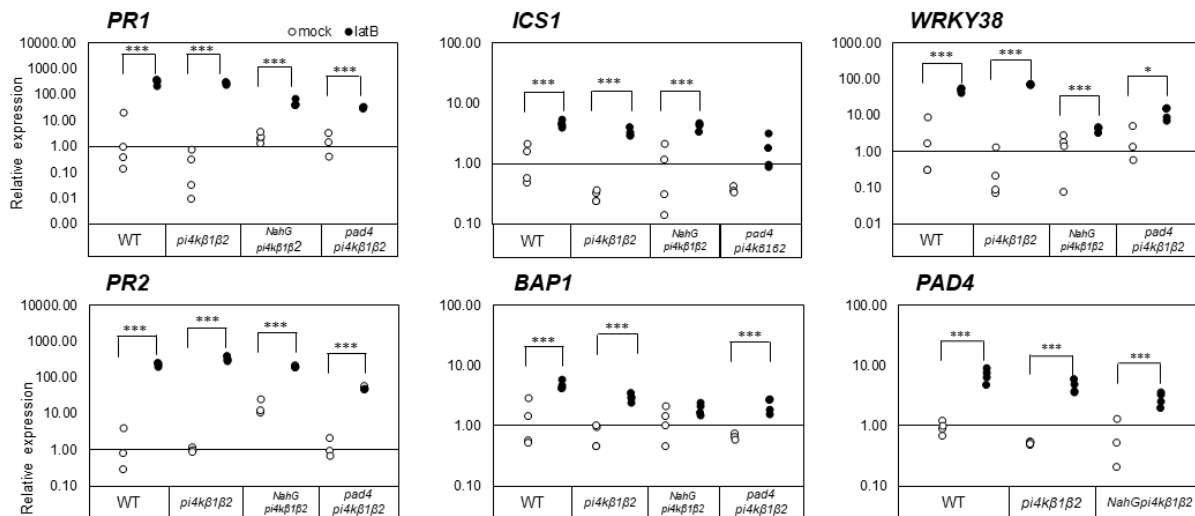 PR1
○mock ●latB
ICS1
WRKY38
Relative expression
10000.00
1000.00
100.00
10.00
1.00
0.10
0.01
0.00
***
***
***
***
WT
pi4kβ1β2
NahG
pi4kβ1β2
pad4
pi4kβ1β2
100.00
10.00
1.00
0.10
***
***
***
WT
pi4kβ1β2
NahG
pi4kβ1β2
pad4
pi4k6162
1000.00
100.00
10.00
1.00
0.10
0.01
***
***
***
*
WT
pi4kβ1β2
NahG
pi4kβ1β2
pad4
pi4kβ1β2
PR2
BAP1
PAD4
Relative expression
10000.00
1000.00
100.00
10.00
1.00
0.10
***
***
***
***
WT
pi4kβ1β2
NahG
pi4kβ1β2
pad4
pi4kβ1β2
100.00
10.00
1.00
0.10
***
***
***
WT
pi4kβ1β2
NahG
pi4kβ1β2
pad4
pi4kβ1β2
100.00
10.00
1.00
0.10
***
***
***
WT
pi4kβ1β2
NahGpi4kβ1β2